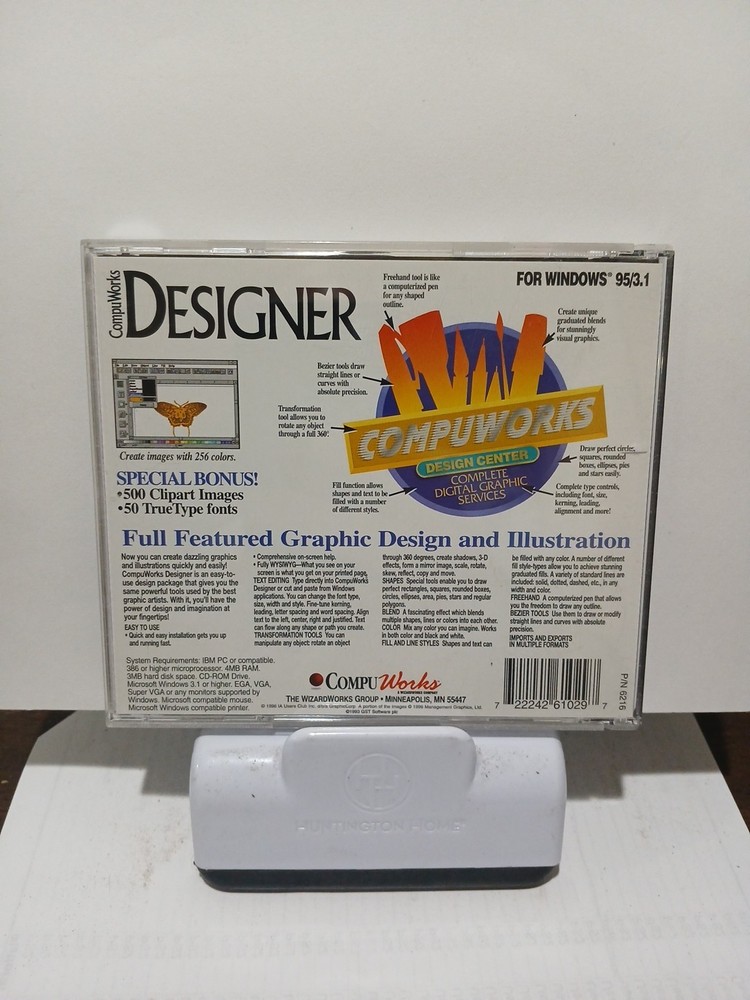 CompuWorks
DESIGNER
FOR WINDOWS® 95/3.1
Freehand tool is like
a computerized pen
for any shaped
outline.
Create unique
graduated blends
for stunningly
visual graphics.
Bezier tools draw
straight lines or
curves with
absolute precision.
Transformation
tool allows you to
rotate any object
through a full 360°.
COMPUWORKS
DESIGN CENTER
COMPLETE
DIGITAL GRAPHIC
SERVICES
Draw perfect circles,
squares, rounded
boxes, ellipses, pies
and stars easily.
Fill function allows
shapes and text to be
filled with a number
of different styles.
Complete type controls,
including font, size,
kerning, leading,
alignment and more!
Create images with 256 colors.
SPECIAL BONUS!
•500 Clipart Images
•50 TrueType fonts
Full Featured Graphic Design and Illustration
Now you can create dazzling graphics
and illustrations quickly and easily!
CompuWorks Designer is an easy-to-
use design package that gives you the
same powerful tools used by the best
graphic artists. With it, you'll have the
power of design and imagination at
your fingertips!
EASY TO USE
• Quick and easy installation gets you up
and running fast.
• Comprehensive on-screen help.
• Fully WYSIWYG—What you see on your
screen is what you get on your printed page.
TEXT EDITING Type directly into CompuWorks
Designer or cut and paste from Windows
applications. You can change the font type,
size, width and style. Fine-tune kerning,
leading, letter spacing and word spacing. Align
text to the left, center, right and justified. Text
can flow along any shape or path you create.
TRANSFORMATION TOOLS You can
manipulate any object: rotate an object
through 360 degrees, create shadows, 3-D
effects, form a mirror image, scale, rotate,
skew, reflect, copy and move.
SHAPES Special tools enable you to draw
perfect rectangles, squares, rounded boxes,
circles, ellipses, area, pies, stars and regular
polygons.
BLEND A fascinating effect which blends
multiple shapes, lines or colors into each other.
COLOR Mix any color you can imagine. Works
in both color and black and white.
FILL AND LINE STYLES Shapes and text can
be filled with any color. A number of different
fill style-types allow you to achieve stunning
graduated fills. A variety of standard lines are
included: solid, dotted, dashed, etc., in any
width and color.
FREEHAND A computerized pen that allows
you the freedom to draw any outline.
BEZIER TOOLS Use them to draw or modify
straight lines and curves with absolute
precision.
IMPORTS AND EXPORTS
IN MULTIPLE FORMATS
System Requirements: IBM PC or compatible.
386 or higher microprocessor. 4MB RAM.
3MB hard disk space. CD-ROM Drive.
Microsoft Windows 3.1 or higher, EGA, VGA,
Super VGA or any monitors supported by
Windows. Microsoft compatible mouse.
Microsoft Windows compatible printer.
COMPUWorks
A WIZARDWORKS COMPANY
THE WIZARDWORKS GROUP • MINNEAPOLIS, MN 55447
©1993 GST Software plc
7 22242 61029 7
P/N 6216
HUNTINGTON HOME